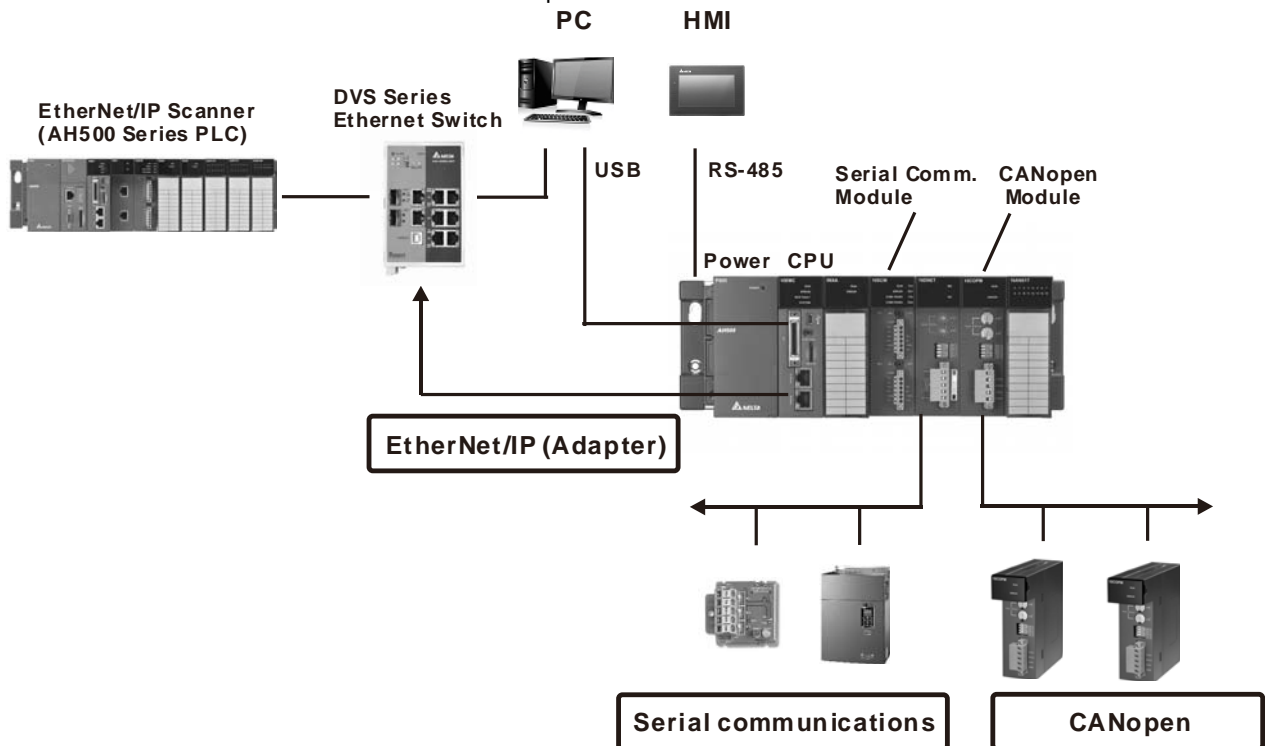 PC
HMI
EtherNet/IP Scanner
(AH500 Series PLC)
DVS Series
Ethernet Switch
USB
RS-485
Serial Comm.
Module
CANopen
Module
Power CPU
EtherNet/IP (Adapter)
Serial communications
CANopen